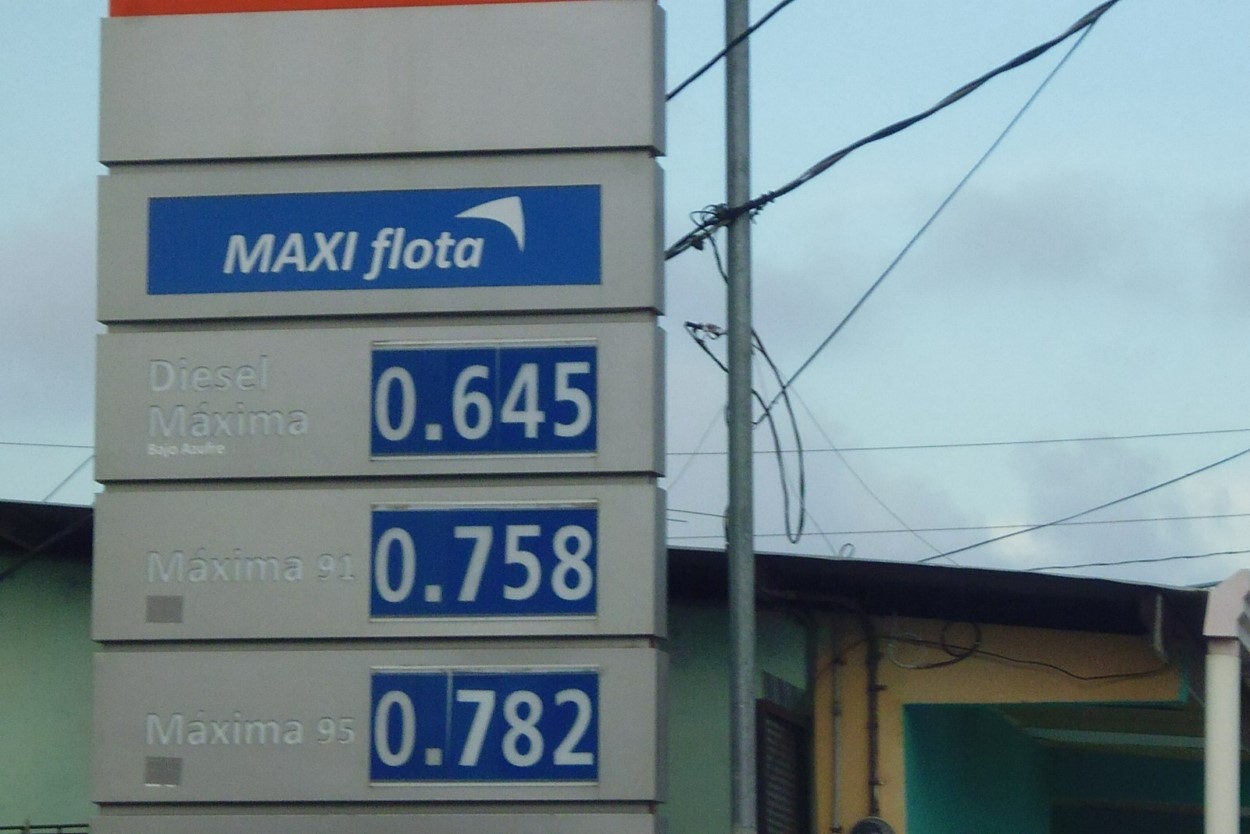 MAXI flota
Diesel
Máxima
Bajo Azufre
0.645
Máxima 91
0.758
Máxima 95
0.782